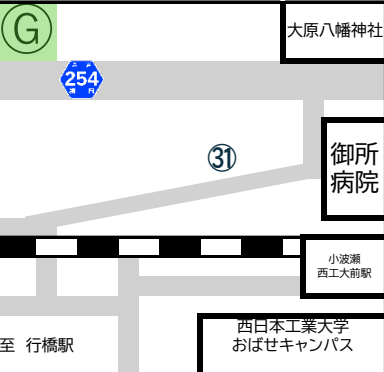 G
大原八幡神社
254
㉛
御所
病院
小波瀬
西工大前駅
西日本工業大学
至 行橋駅
おばせキャンパス